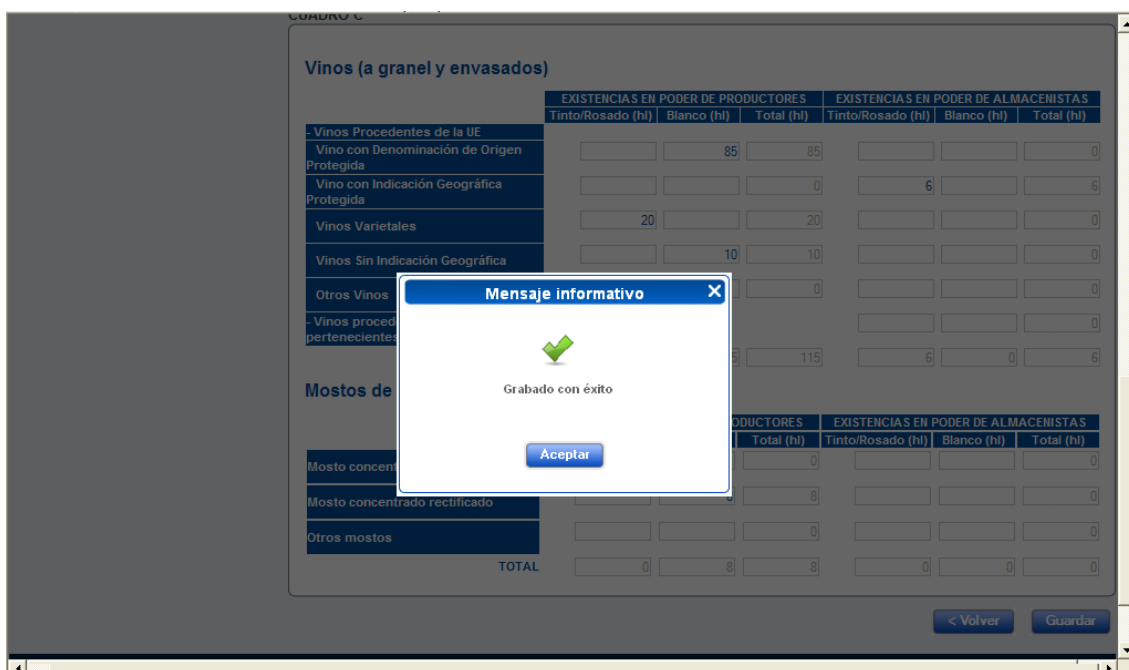 CUADRO C
Vinos (a granel y envasados)
EXISTENCIAS EN PODER DE PRODUCTORES EXISTENCIAS EN PODER DE ALMACENISTAS
Tinto/Rosado (hl) Blanco (hl) Total (hl) Tinto/Rosado (hl) Blanco (hl) Total (hl)
- Vinos Procedentes de la UE
Vino con Denominación de Origen
Protegida
85 85 0
Vino con Indicación Geográfica
Protegida
0 6 6
Vinos Varietales 20 20 0
Vinos Sin Indicación Geográfica 10 10 0
Otros Vinos 0 0
- Vinos proced
pertenecientes
0
5 115 6 0 6
Mensaje informativo X
Grabado con éxito
Aceptar
Mostos de
ODUCTORES EXISTENCIAS EN PODER DE ALMACENISTAS
Total (hl) Tinto/Rosado (hl) Blanco (hl) Total (hl)
Mosto concent 0 0
Mosto concentrado rectificado 8 0
Otros mostos 0 0
TOTAL 0 8 8 0 0 0
< Volver Guardar